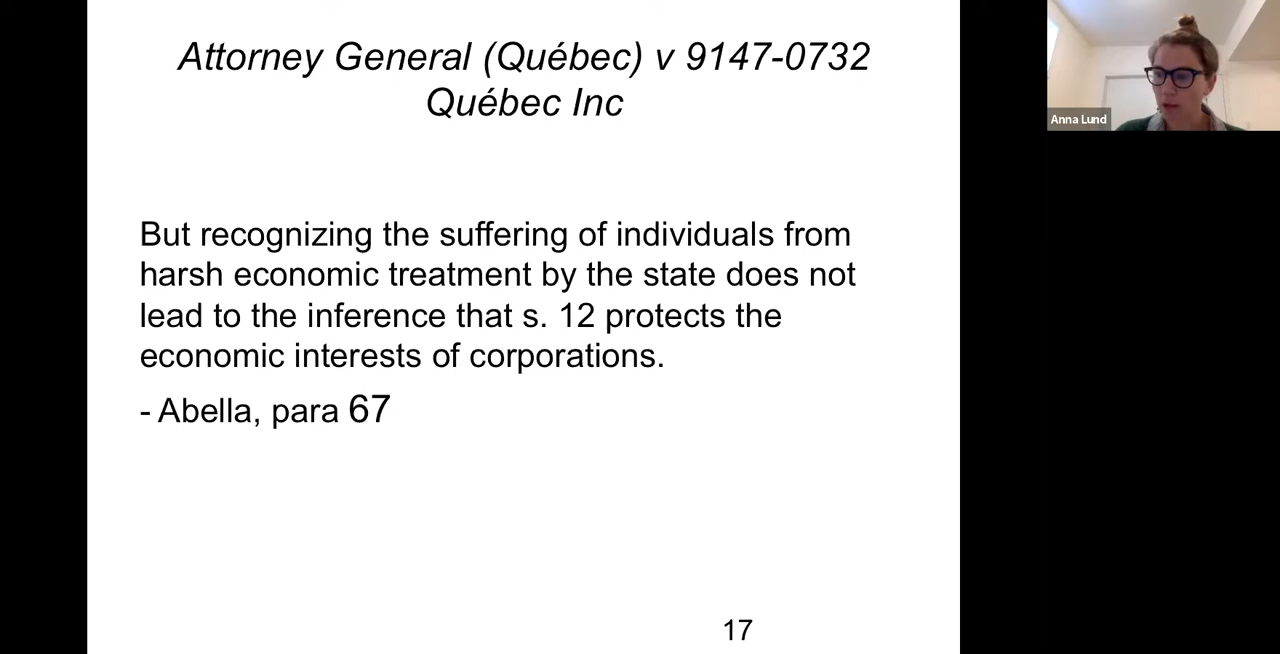 Attorney General (Québec) v 9147-0732
Québec Inc
Anna Lund
But recognizing the suffering of individuals from
harsh economic treatment by the state does not
lead to the inference that s. 12 protects the
economic interests of corporations.
- Abella, para 67
17